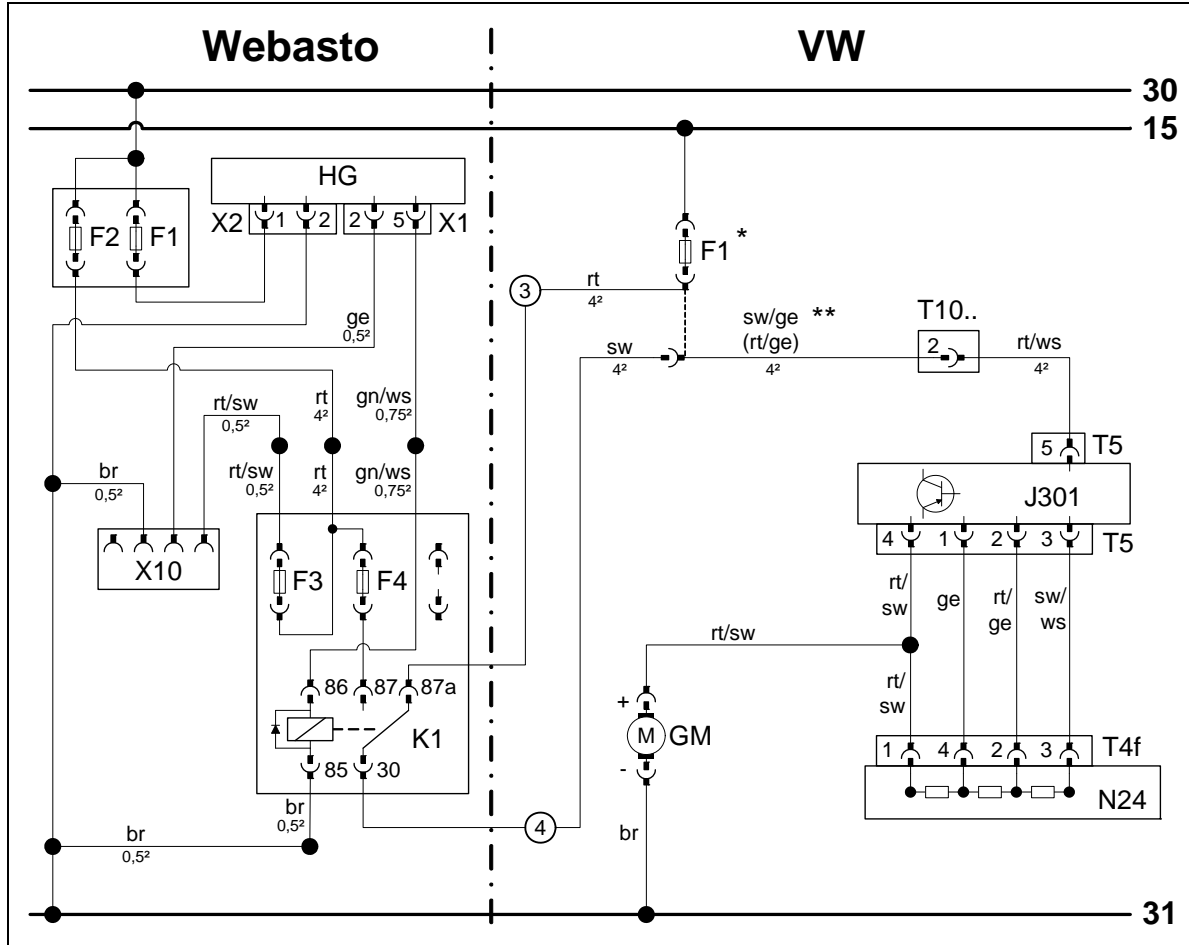 Webasto
VW
30
15
HG
X2 1 2 2 5 X1
F2 F1
F1 *
3
rt
4²
ge
0,5²
sw/ge **
(rt/ge)
4²
T10..
2
sw
4²
rt/ws
4²
rt/sw
0,5²
rt
4²
gn/ws
0,75²
rt/sw
0,5²
rt
4²
gn/ws
0,75²
br
0,5²
5 T5
J301
4 1 2 3 T5
X10
F3 F4
rt/
sw
ge
rt/
ge
sw/
ws
rt/sw
rt/
sw
86 87 87a
K1
85 30
+
M GM
-
1 4 2 3 T4f
N24
br
0,5²
br
0,5²
4
br
31